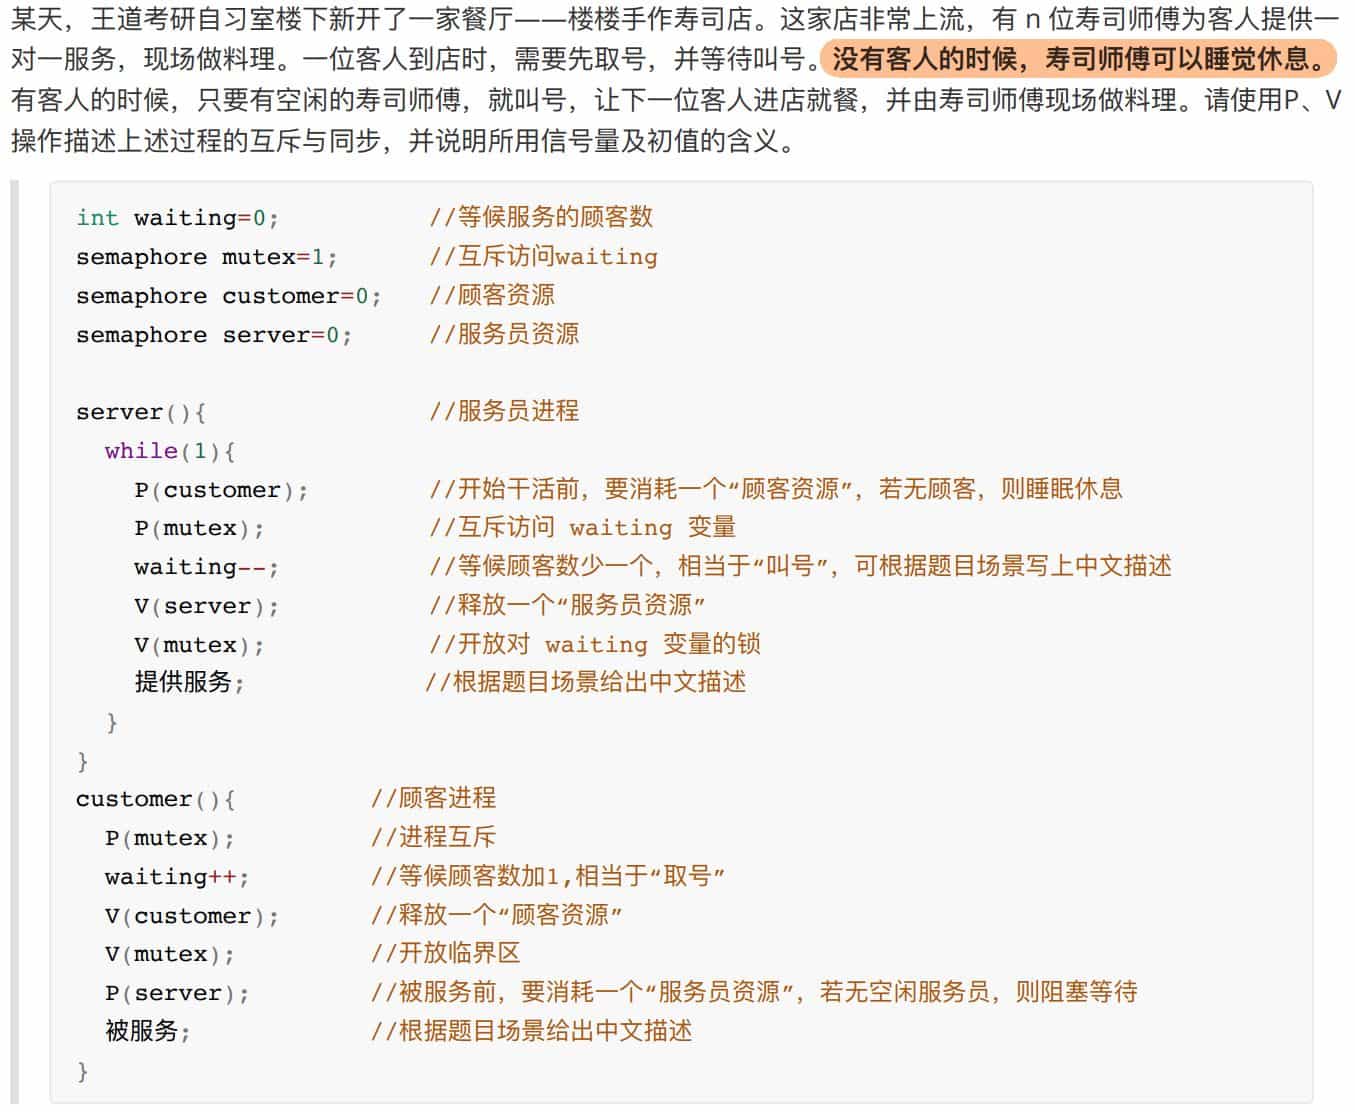 某天，王道考研自习室楼下新开了一家餐厅——楼楼手作寿司店。这家店非常上流，有 n 位寿司师傅为客人提供一
对一服务，现场做料理。一位客人到店时，需要先取号，并等待叫号。没有客人的时候，寿司师傅可以睡觉休息。
有客人的时候，只要有空闲的寿司师傅，就叫号，让下一位客人进店就餐，并由寿司师傅现场做料理。请使用P、V
操作描述上述过程的互斥与同步，并说明所用信号量及初值的含义。
int waiting=0; //等候服务的顾客数
semaphore mutex=1; //互斥访问waiting
semaphore customer=0; //顾客资源
semaphore server=0; //服务员资源
server(){ //服务员进程
while(1){
P(customer); //开始干活前，要消耗一个“顾客资源”，若无顾客，则睡眠休息
P(mutex); //互斥访问 waiting 变量
waiting--; //等候顾客数少一个，相当于“叫号”，可根据题目场景写上中文描述
V(server); //释放一个“服务员资源”
V(mutex); //开放对 waiting 变量的锁
提供服务; //根据题目场景给出中文描述
}
}
customer(){ //顾客进程
P(mutex); //进程互斥
waiting++; //等候顾客数加1,相当于“取号”
V(customer); //释放一个“顾客资源”
V(mutex); //开放临界区
P(server); //被服务前，要消耗一个“服务员资源”，若无空闲服务员，则阻塞等待
被服务; //根据题目场景给出中文描述
}